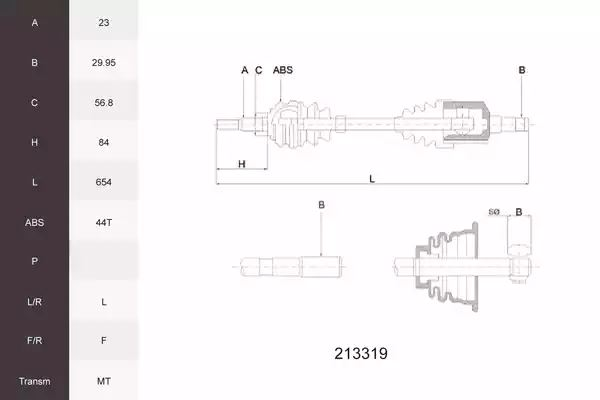 A 23
B 29.95
C 56.8
H 84
L 654
ABS 44T
P
L/R L
F/R F
Transm MT
A C ABS B
H
L
B
SØ B
213319